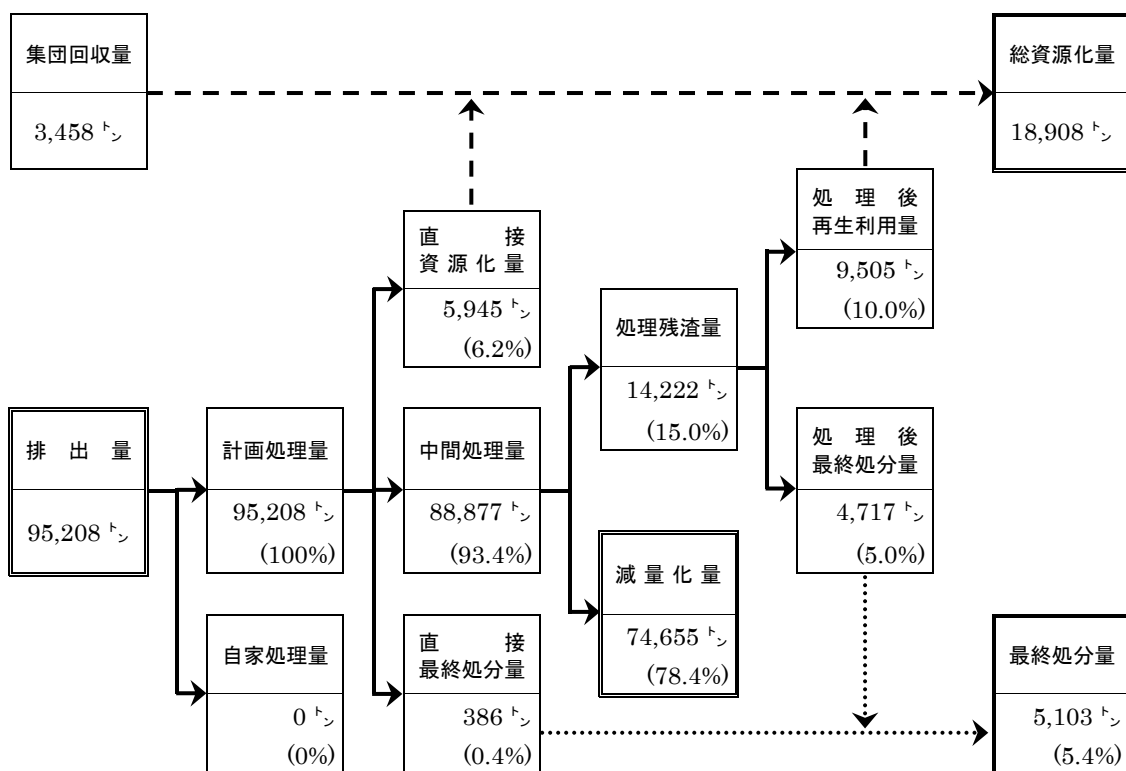 集団回収量
3,458 トン
総資源化量
18,908 トン
直接
資源化量
5,945 トン
(6.2%)
処理後
再生利用量
9,505 トン
(10.0%)
処理残渣量
14,222 トン
(15.0%)
排出量
95,208 トン
計画処理量
95,208 トン
(100%)
中間処理量
88,877 トン
(93.4%)
処理後
最終処分量
4,717 トン
(5.0%)
減量化量
74,655 トン
(78.4%)
自家処理量
0 トン
(0%)
直接
最終処分量
386 トン
(0.4%)
最終処分量
5,103 トン
(5.4%)